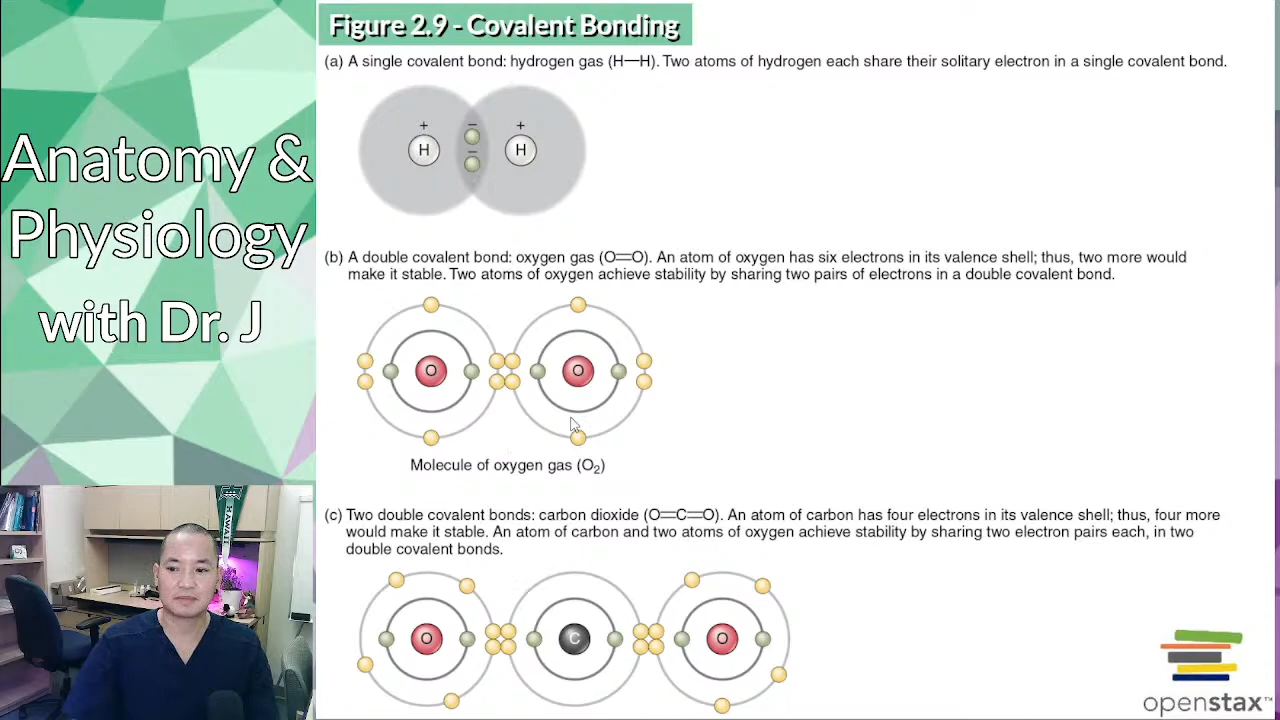 Anatomy &
Physiology
with Dr. J
Figure 2.9 - Covalent Bonding
(a) A single covalent bond: hydrogen gas (H—H). Two atoms of hydrogen each share their solitary electron in a single covalent bond.
+ − +
H H
−
(b) A double covalent bond: oxygen gas (O=O). An atom of oxygen has six electrons in its valence shell; thus, two more would
make it stable. Two atoms of oxygen achieve stability by sharing two pairs of electrons in a double covalent bond.
O O
Molecule of oxygen gas (O₂)
(c) Two double covalent bonds: carbon dioxide (O=C=O). An atom of carbon has four electrons in its valence shell; thus, four more
would make it stable. An atom of carbon and two atoms of oxygen achieve stability by sharing two electron pairs each, in two
double covalent bonds.
O C O
HAWAII
openstax™